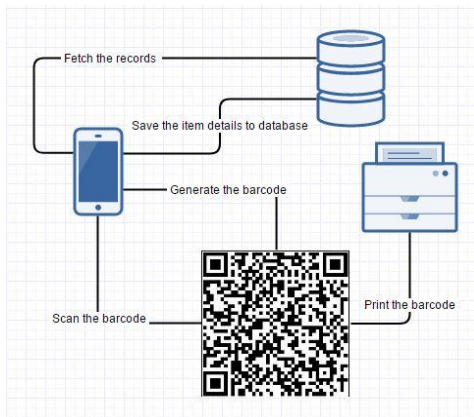 Fetch the records
Save the item details to database
Generate the barcode
Print the barcode
Scan the barcode